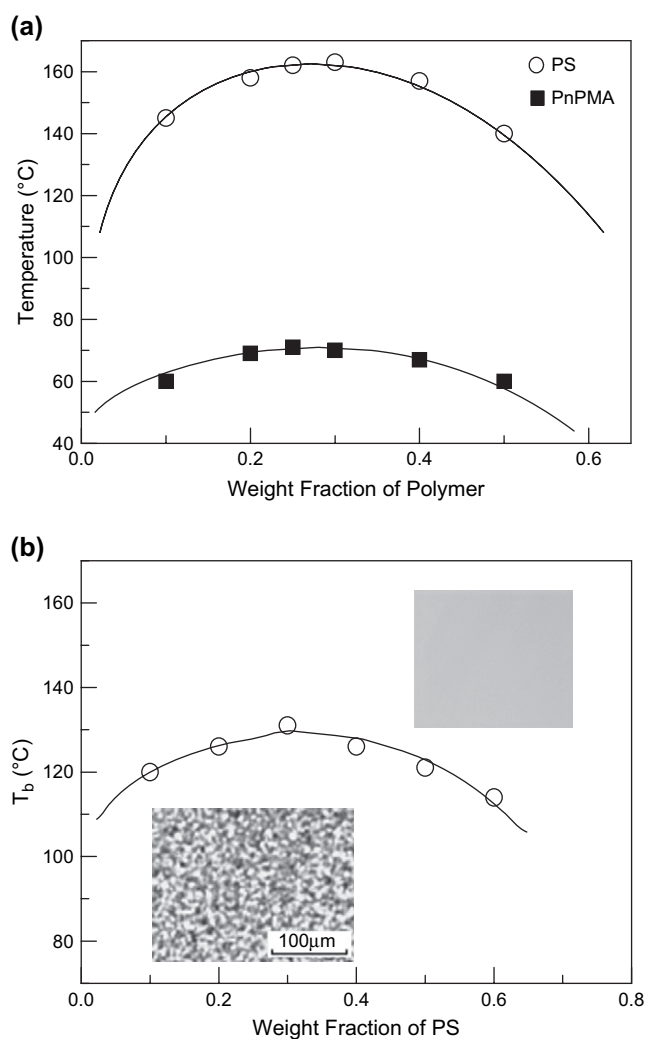 (a)
160
140
120
100
80
60
40
Temperature (°C)
PS
PnPMA
0.0 0.2 0.4 0.6
Weight Fraction of Polymer
(b)
160
140
120
100
80
T_b (°C)
100μm
0.0 0.2 0.4 0.6 0.8
Weight Fraction of PS